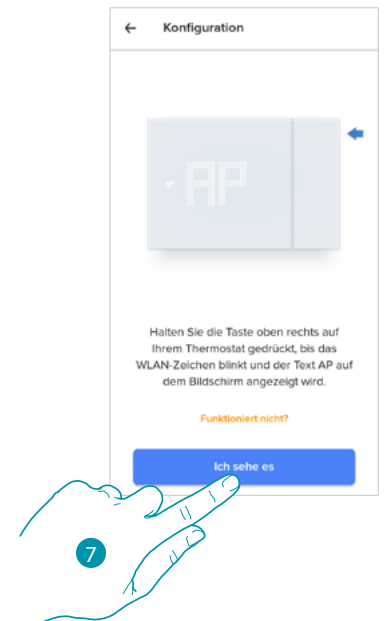 Konfiguration
AP
Halten Sie die Taste oben rechts auf
Ihrem Thermostat gedrückt, bis das
WLAN-Zeichen blinkt und der Text AP auf
dem Bildschirm angezeigt wird.
Funktioniert nicht?
Ich sehe es
7